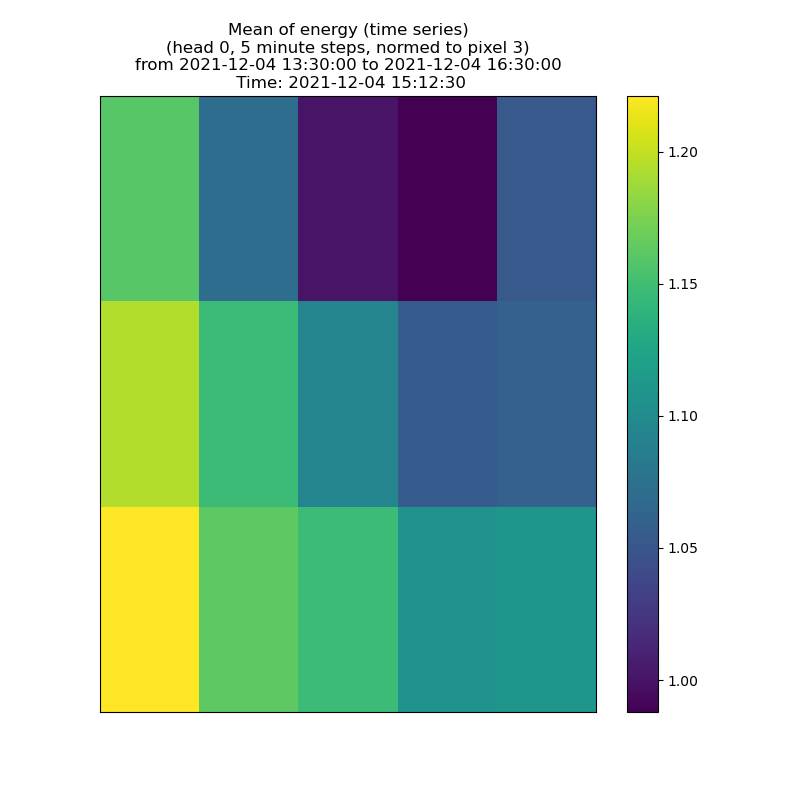 Mean of energy (time series)
(head 0, 5 minute steps, normed to pixel 3)
from 2021-12-04 13:30:00 to 2021-12-04 16:30:00
Time: 2021-12-04 15:12:30
1.20
1.15
1.10
1.05
1.00